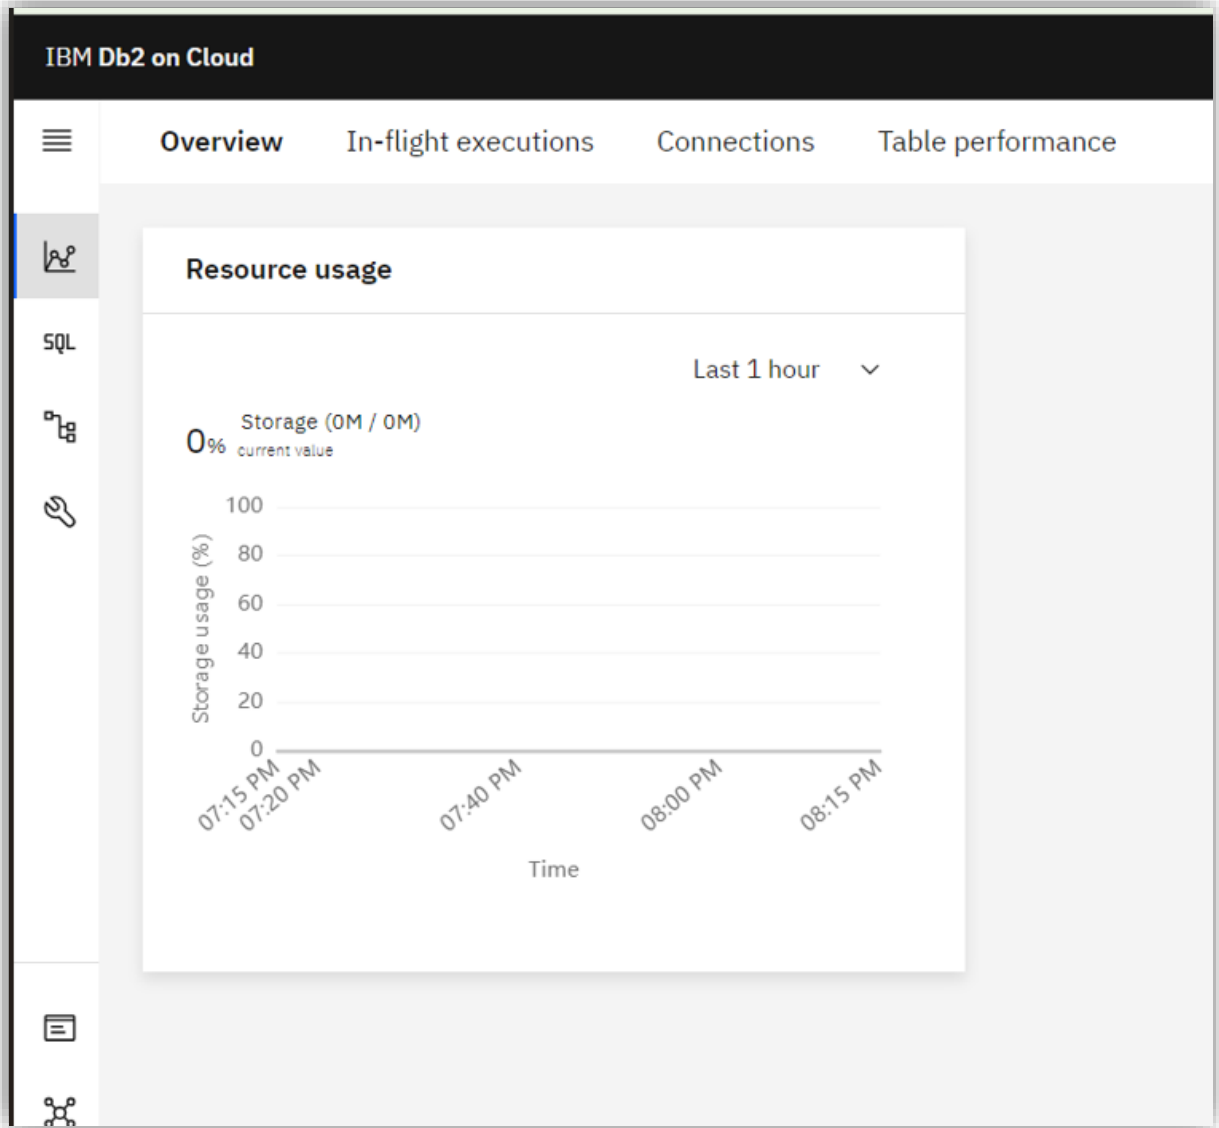 IBM Db2 on Cloud
Overview In-flight executions Connections Table performance
Resource usage
SQL
Last 1 hour
0% Storage (0M / 0M)
current value
Storage usage (%)
100
80
60
40
20
0
07:15 PM 07:20 PM 07:40 PM 08:00 PM 08:15 PM
Time